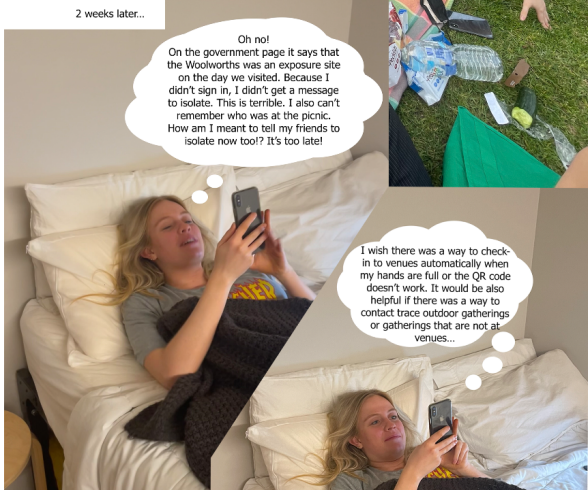 2 weeks later...
Oh no!
On the government page it says that
the Woolworths was an exposure site
on the day we visited. Because I
didn't sign in, I didn't get a message
to isolate. This is terrible. I also can't
remember who was at the picnic.
How am I meant to tell my friends to
isolate now too!? It's too late!
I wish there was a way to check-
in to venues automatically when
my hands are full or the QR code
doesn't work. It would be also
helpful if there was a way to
contact trace outdoor gatherings
or gatherings that are not at
venues...